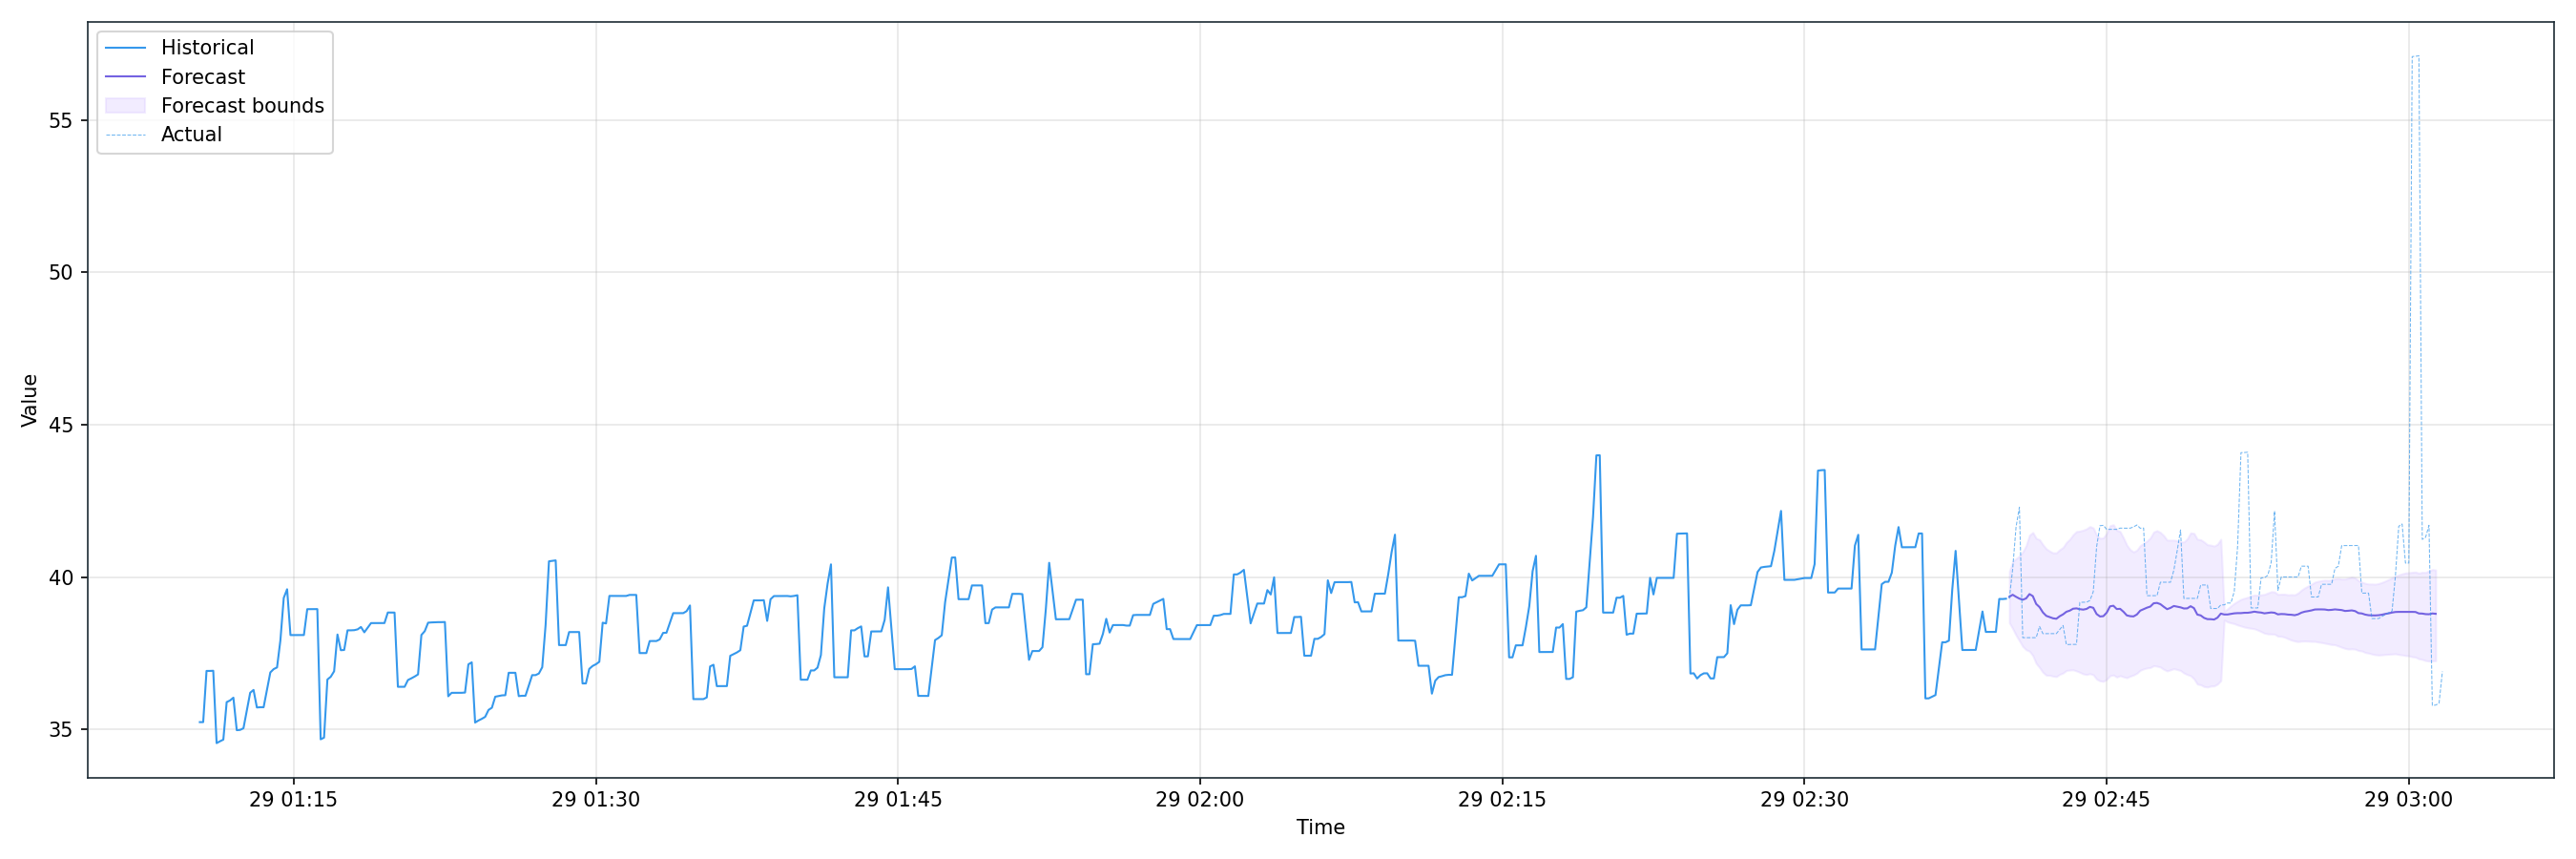 Historical
Forecast
Forecast bounds
Actual
Value
55
50
45
40
35
29 01:15
29 01:30
29 01:45
29 02:00
29 02:15
29 02:30
29 02:45
29 03:00
Time